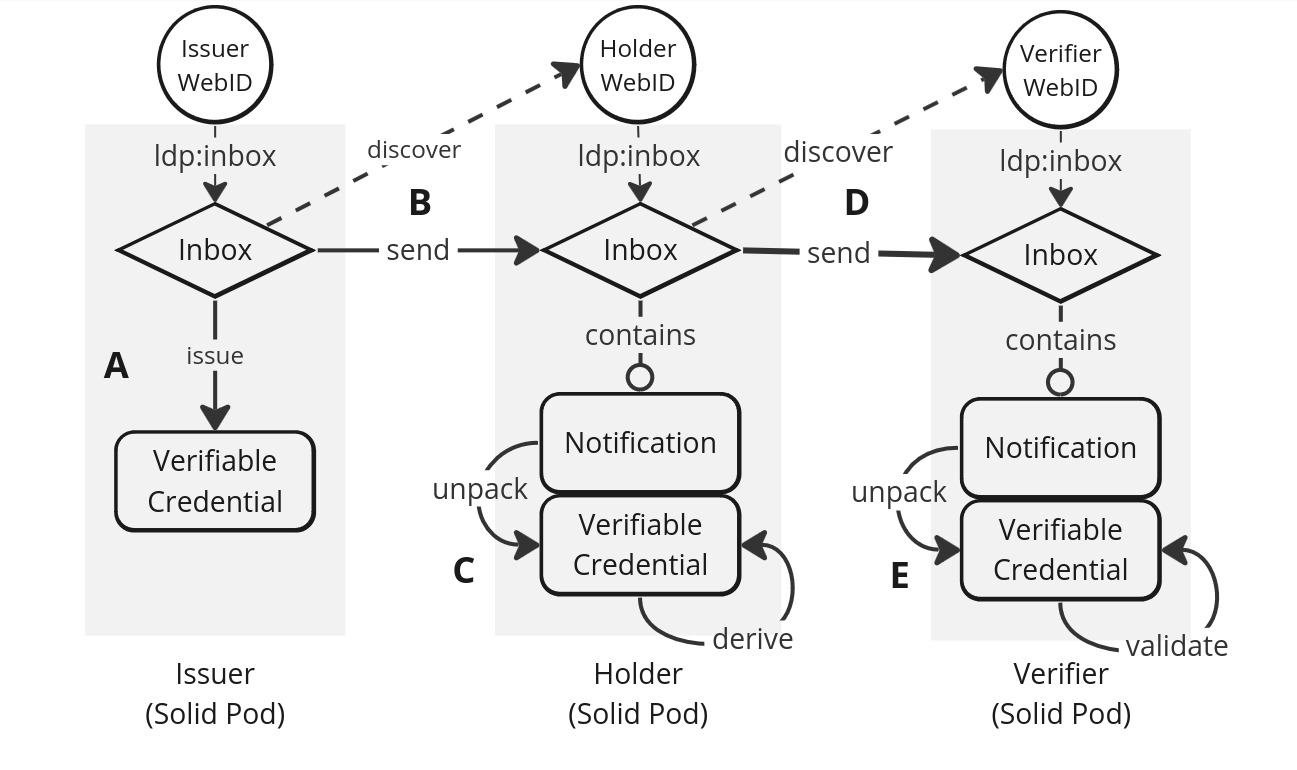 Issuer
WebID
Holder
WebID
Verifier
WebID
ldp:inbox
discover
ldp:inbox
discover
ldp:inbox
B
D
Inbox
send
Inbox
send
Inbox
A
issue
contains
contains
Verifiable
Credential
Notification
unpack
Verifiable
Credential
C
derive
Notification
unpack
Verifiable
Credential
E
validate
Issuer
(Solid Pod)
Holder
(Solid Pod)
Verifier
(Solid Pod)